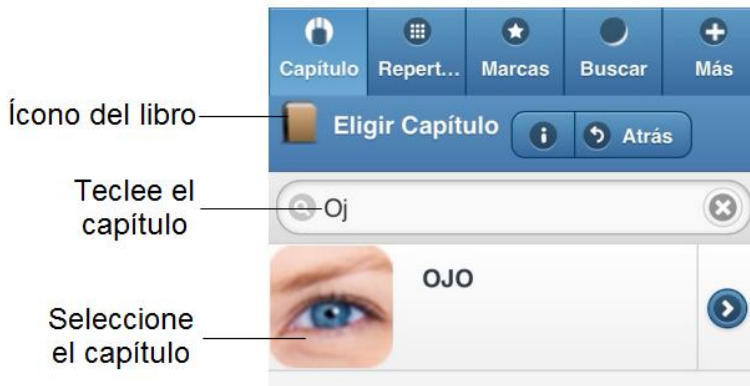 Capítulo Repert... Marcas Buscar Más
Ícono del libro
Eligir Capítulo
Atrás
Teclee el
capítulo
Oj
OJO
Seleccione
el capítulo